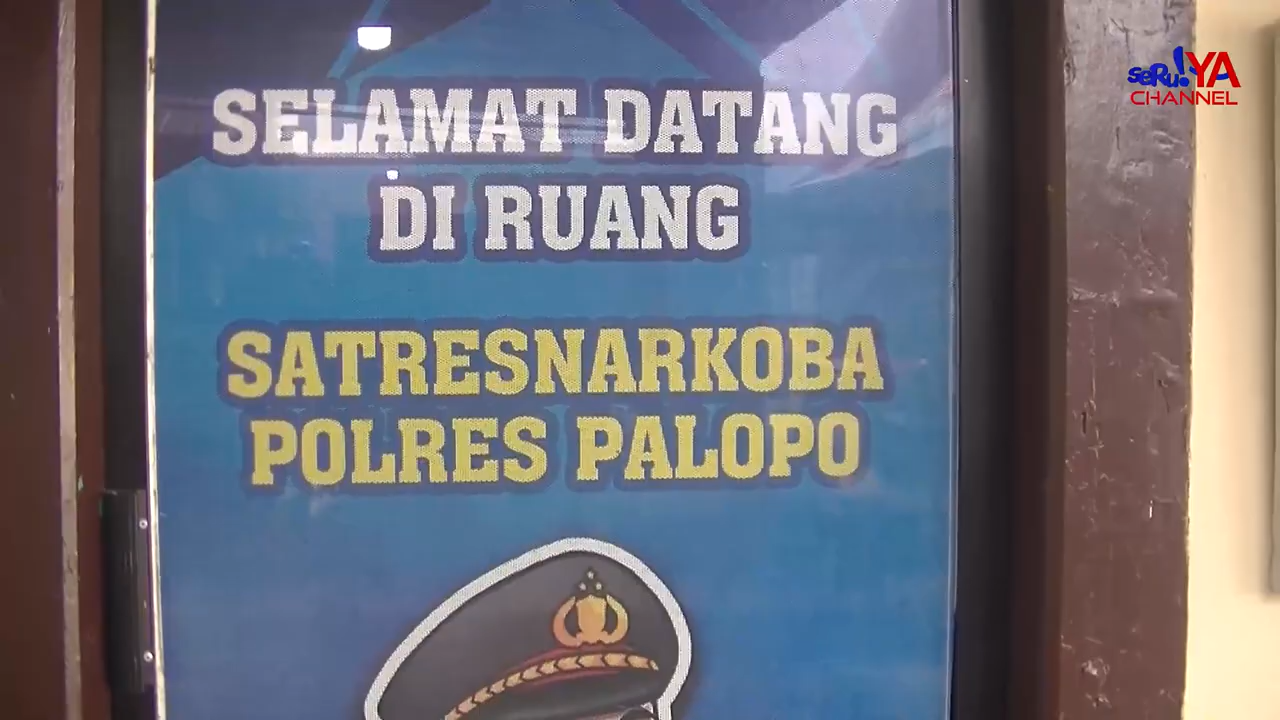 SELAMAT DATANG
DI RUANG
SATRESNARKOBA
POLRES PALOPO
seRu!YA
CHANNEL